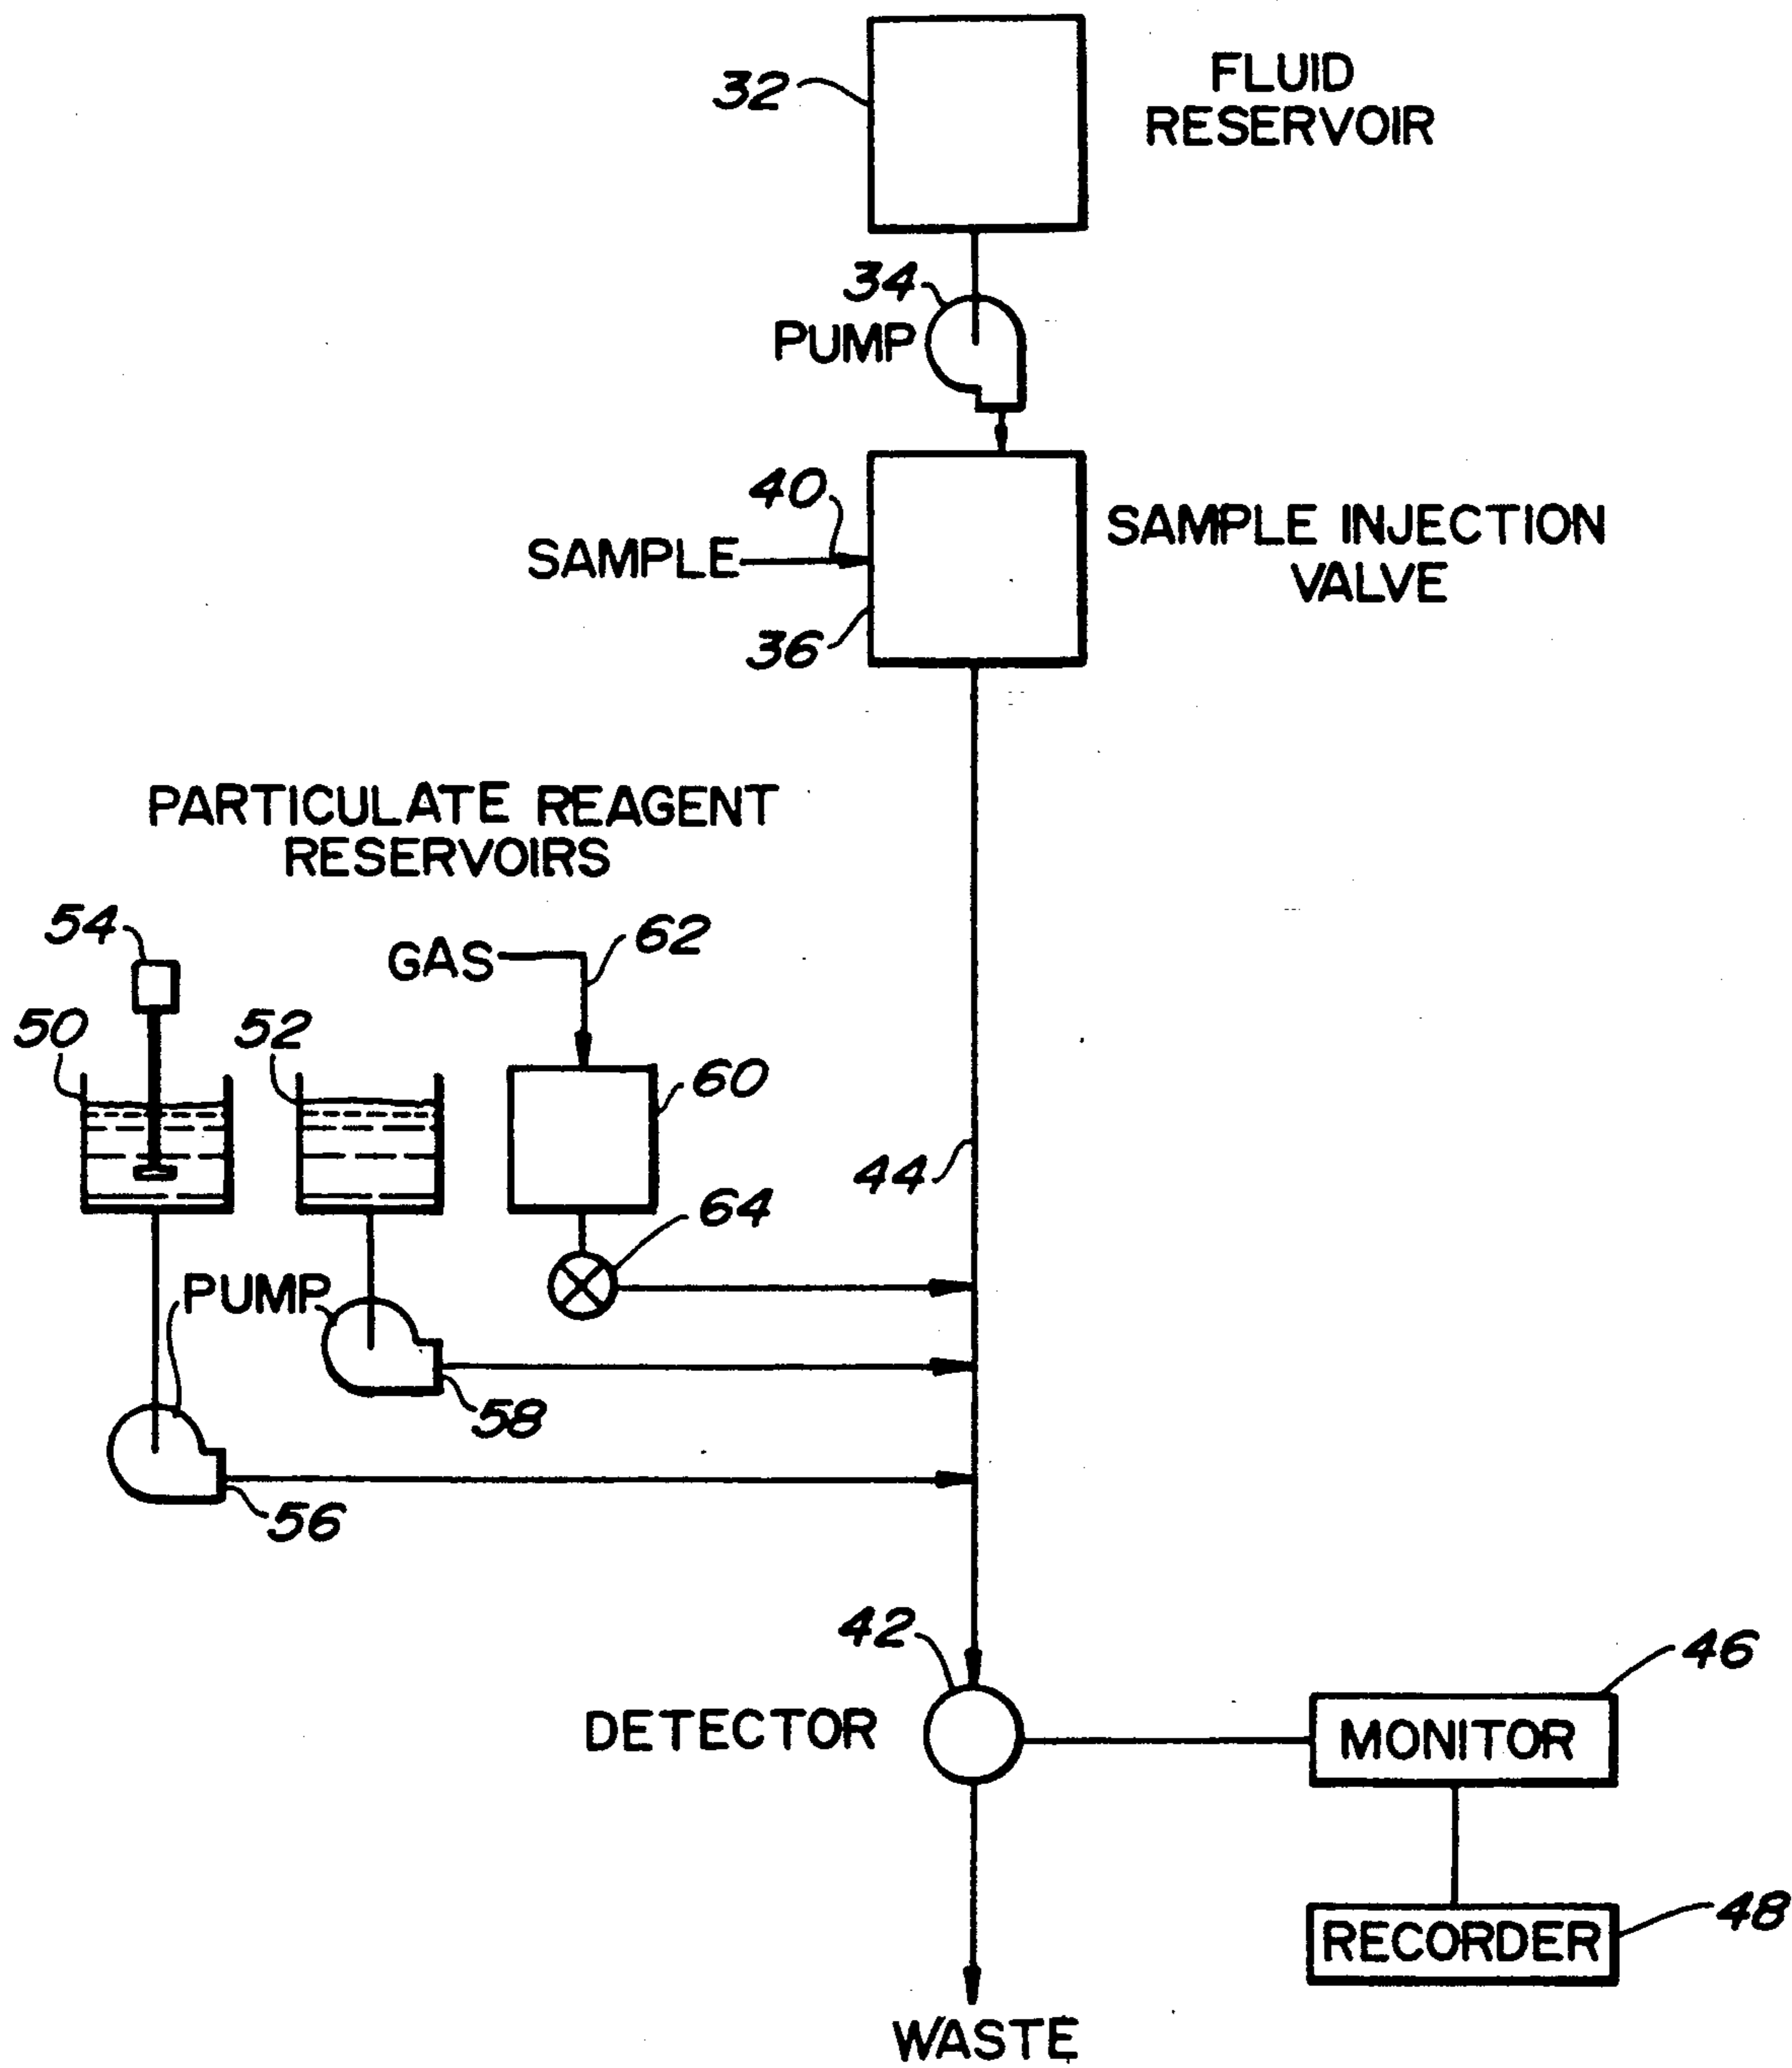 32
FLUID
RESERVOIR
34
PUMP
40
SAMPLE
SAMPLE INJECTION
VALVE
36
PARTICULATE REAGENT
RESERVOIRS
54
GAS
62
50
52
60
44
64
PUMP
58
56
42
46
DETECTOR
MONITOR
48
RECORDER
WASTE